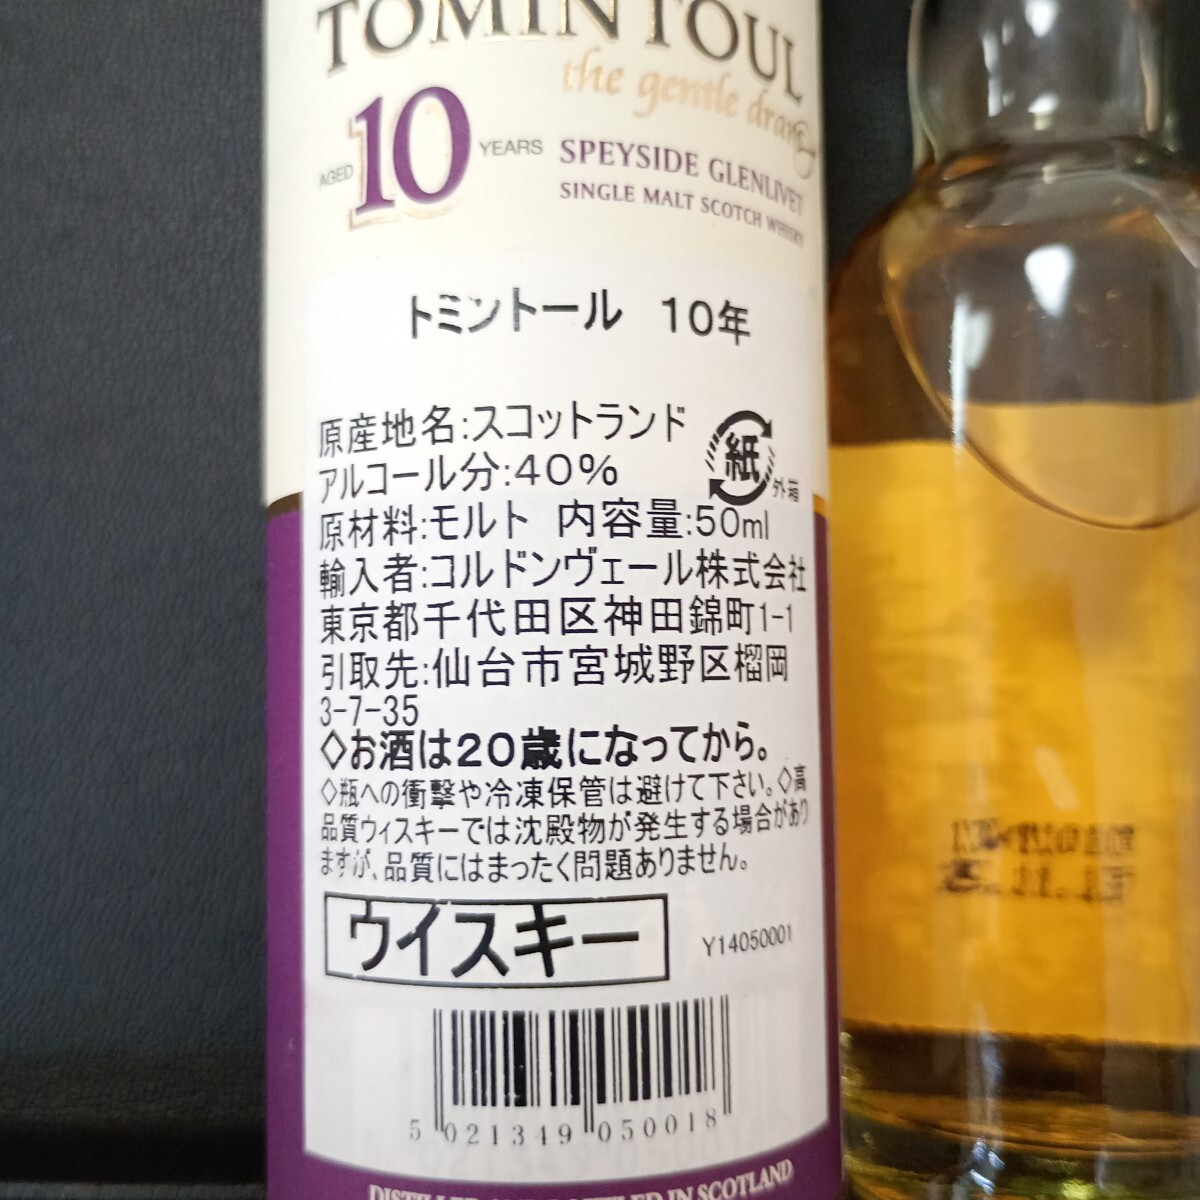 TOMINTOUL
the gentle dram
AGED 10 YEARS
SPEYSIDE GLENLIVET
SINGLE MALT SCOTCH WHISKY
トミントール 10年
原産地名:スコットランド
アルコール分:40%
紙
外箱
原材料:モルト 内容量:50ml
輸入者:コルドンヴェール株式会社
東京都千代田区神田錦町1-1
引取先:仙台市宮城野区榴岡
3-7-35
◇お酒は20歳になってから。
◇瓶への衝撃や冷凍保管は避けて下さい。◇高
品質ウィスキーでは沈殿物が発生する場合があり
ますが、品質にはまったく問題ありません。
ウイスキー
Y14050001
5 021349 050018
IN SCOTLAND